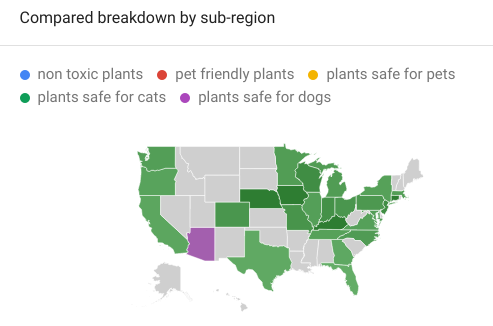 Compared breakdown by sub-region
non toxic plants pet friendly plants plants safe for pets
plants safe for cats plants safe for dogs